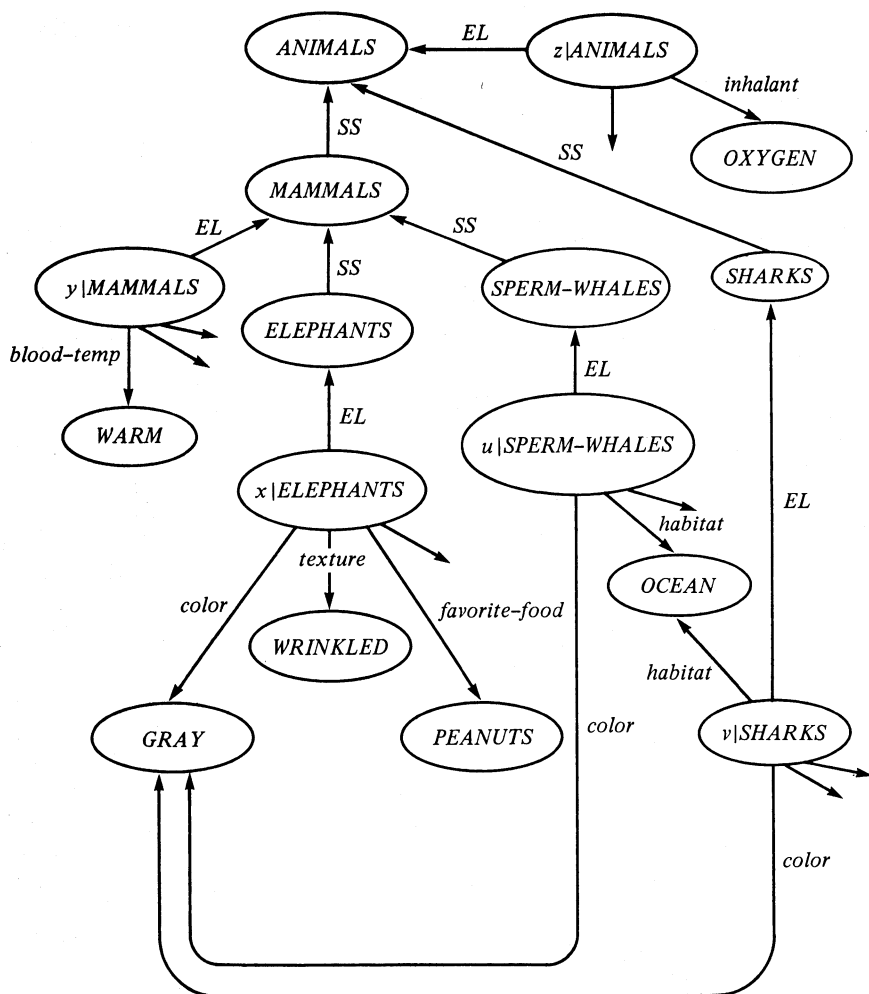 EL
ANIMALS
z|ANIMALS
inhalant
SS
SS
OXYGEN
MAMMALS
EL
SS
SS
y|MAMMALS
SPERM–WHALES
SHARKS
ELEPHANTS
blood–temp
EL
EL
WARM
u|SPERM–WHALES
x|ELEPHANTS
EL
habitat
texture
OCEAN
color
favorite–food
WRINKLED
habitat
GRAY
PEANUTS
color
v|SHARKS
color